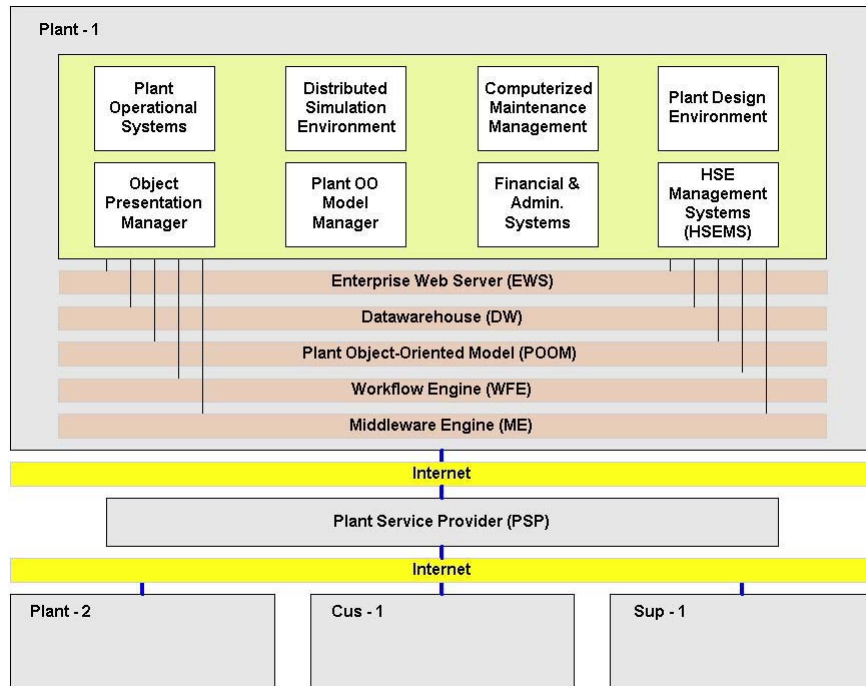 Plant - 1
Plant
Operational
Systems
Distributed
Simulation
Environment
Computerized
Maintenance
Management
Plant Design
Environment
Object
Presentation
Manager
Plant OO
Model
Manager
Financial &
Admin.
Systems
HSE
Management
Systems
(HSEMS)
Enterprise Web Server (EWS)
Datawarehouse (DW)
Plant Object-Oriented Model (POOM)
Workflow Engine (WFE)
Middleware Engine (ME)
Internet
Plant Service Provider (PSP)
Internet
Plant - 2
Cus - 1
Sup - 1